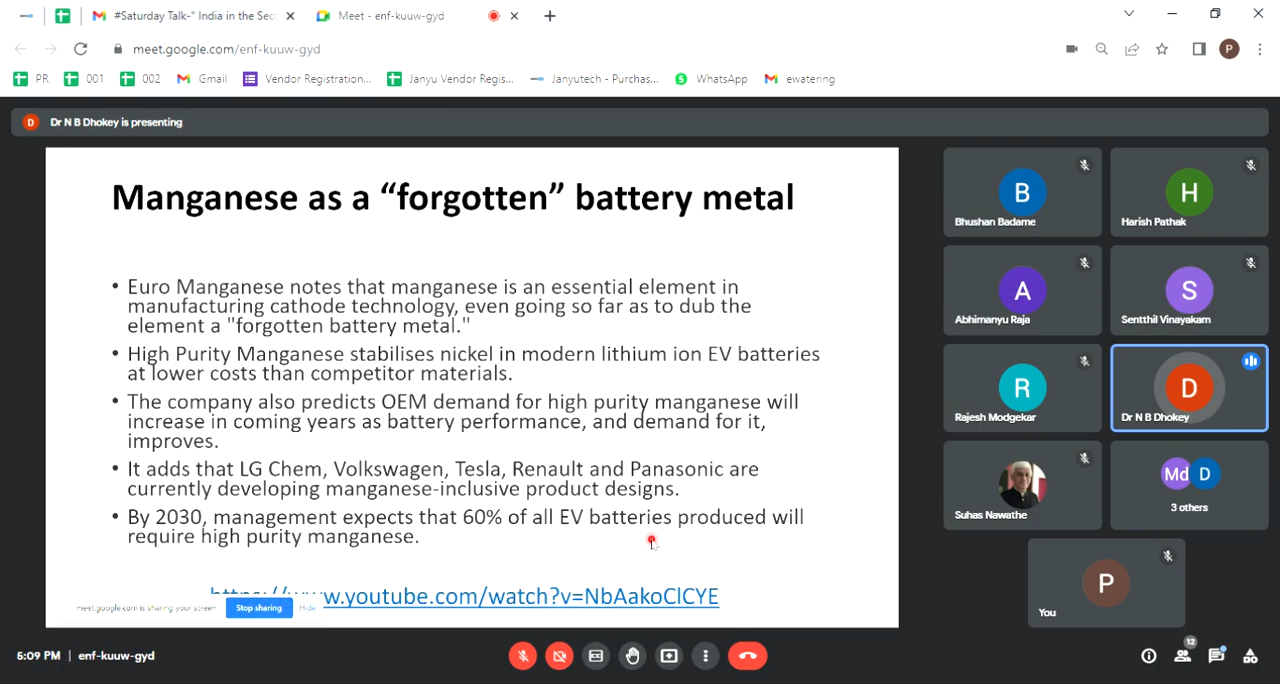 #Saturday Talk-" India in the Sec
Meet - enf-kuuw-gyd
meet.google.com/enf-kuuw-gyd
P
PR 001 002 Gmail Vendor Registration... Janyu Vendor Regis... Janyutech - Purchas... WhatsApp ewatering
D Dr N B Dhokey is presenting
Manganese as a “forgotten” battery metal
• Euro Manganese notes that manganese is an essential element in
manufacturing cathode technology, even going so far as to dub the
element a "forgotten battery metal."
• High Purity Manganese stabilises nickel in modern lithium ion EV batteries
at lower costs than competitor materials.
• The company also predicts OEM demand for high purity manganese will
increase in coming years as battery performance, and demand for it,
improves.
• It adds that LG Chem, Volkswagen, Tesla, Renault and Panasonic are
currently developing manganese-inclusive product designs.
• By 2030, management expects that 60% of all EV batteries produced will
require high purity manganese.
https://www.youtube.com/watch?v=NbAakoClCYE
meet.google.com is sharing your screen Stop sharing Hide
B
Bhushan Badame
H
Harish Pathak
A
Abhimanyu Raja
S
Sentthil Vinayakam
R
Rajesh Modgekar
D
Dr N B Dhokey
Suhas Nawathe
Md D
3 others
P
You
5:09 PM | enf-kuuw-gyd
12